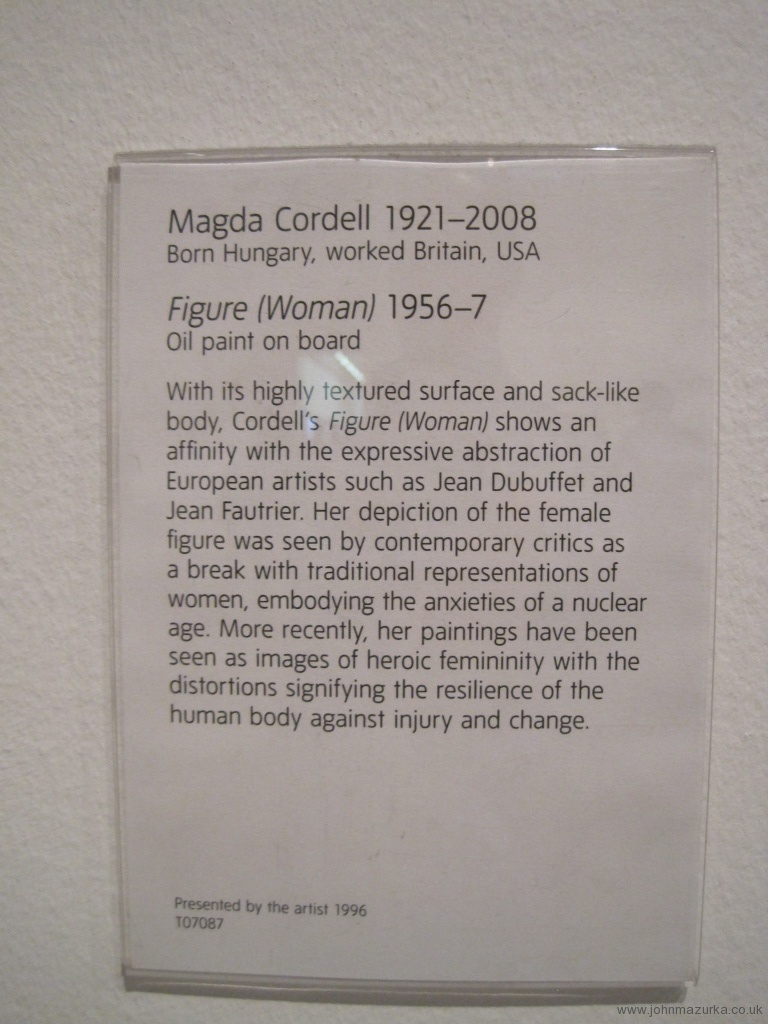 Magda Cordell 1921–2008
Born Hungary, worked Britain, USA
Figure (Woman) 1956–7
Oil paint on board
With its highly textured surface and sack-like
body, Cordell's Figure (Woman) shows an
affinity with the expressive abstraction of
European artists such as Jean Dubuffet and
Jean Fautrier. Her depiction of the female
figure was seen by contemporary critics as
a break with traditional representations of
women, embodying the anxieties of a nuclear
age. More recently, her paintings have been
seen as images of heroic femininity with the
distortions signifying the resilience of the
human body against injury and change.
Presented by the artist 1996
T07087
www.johnmazurka.co.uk